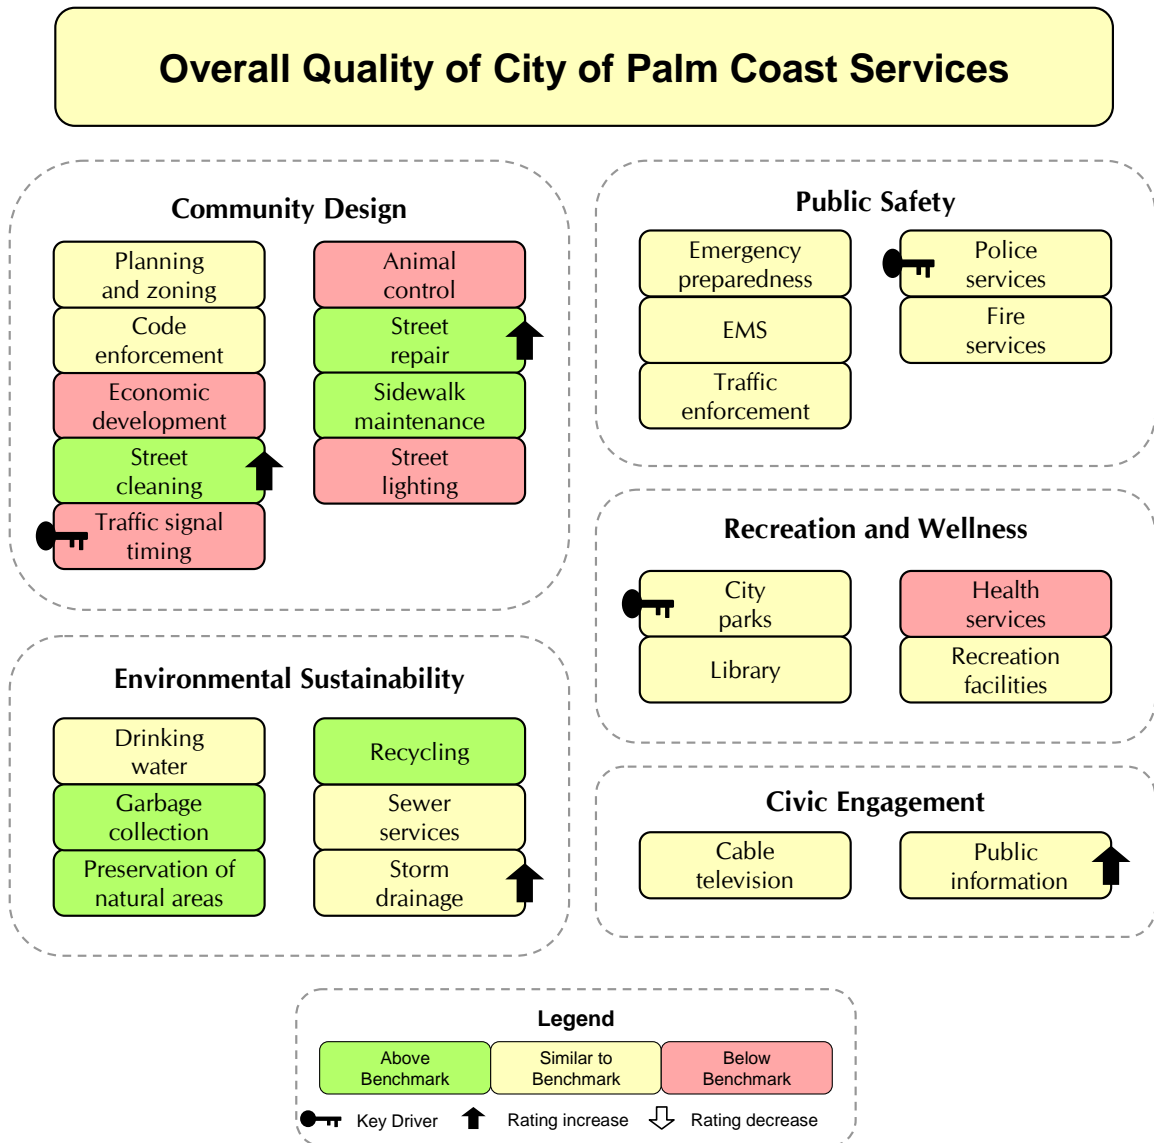 Overall Quality of City of Palm Coast Services
Community Design
Planning
and zoning
Code
enforcement
Economic
development
Street
cleaning
Traffic signal
timing
Animal
control
Street
repair
Sidewalk
maintenance
Street
lighting
Public Safety
Emergency
preparedness
EMS
Traffic
enforcement
Police
services
Fire
services
Recreation and Wellness
City
parks
Library
Health
services
Recreation
facilities
Environmental Sustainability
Drinking
water
Garbage
collection
Preservation of
natural areas
Recycling
Sewer
services
Storm
drainage
Civic Engagement
Cable
television
Public
information
Legend
Above
Benchmark
Similar to
Benchmark
Below
Benchmark
Key Driver
Rating increase
Rating decrease